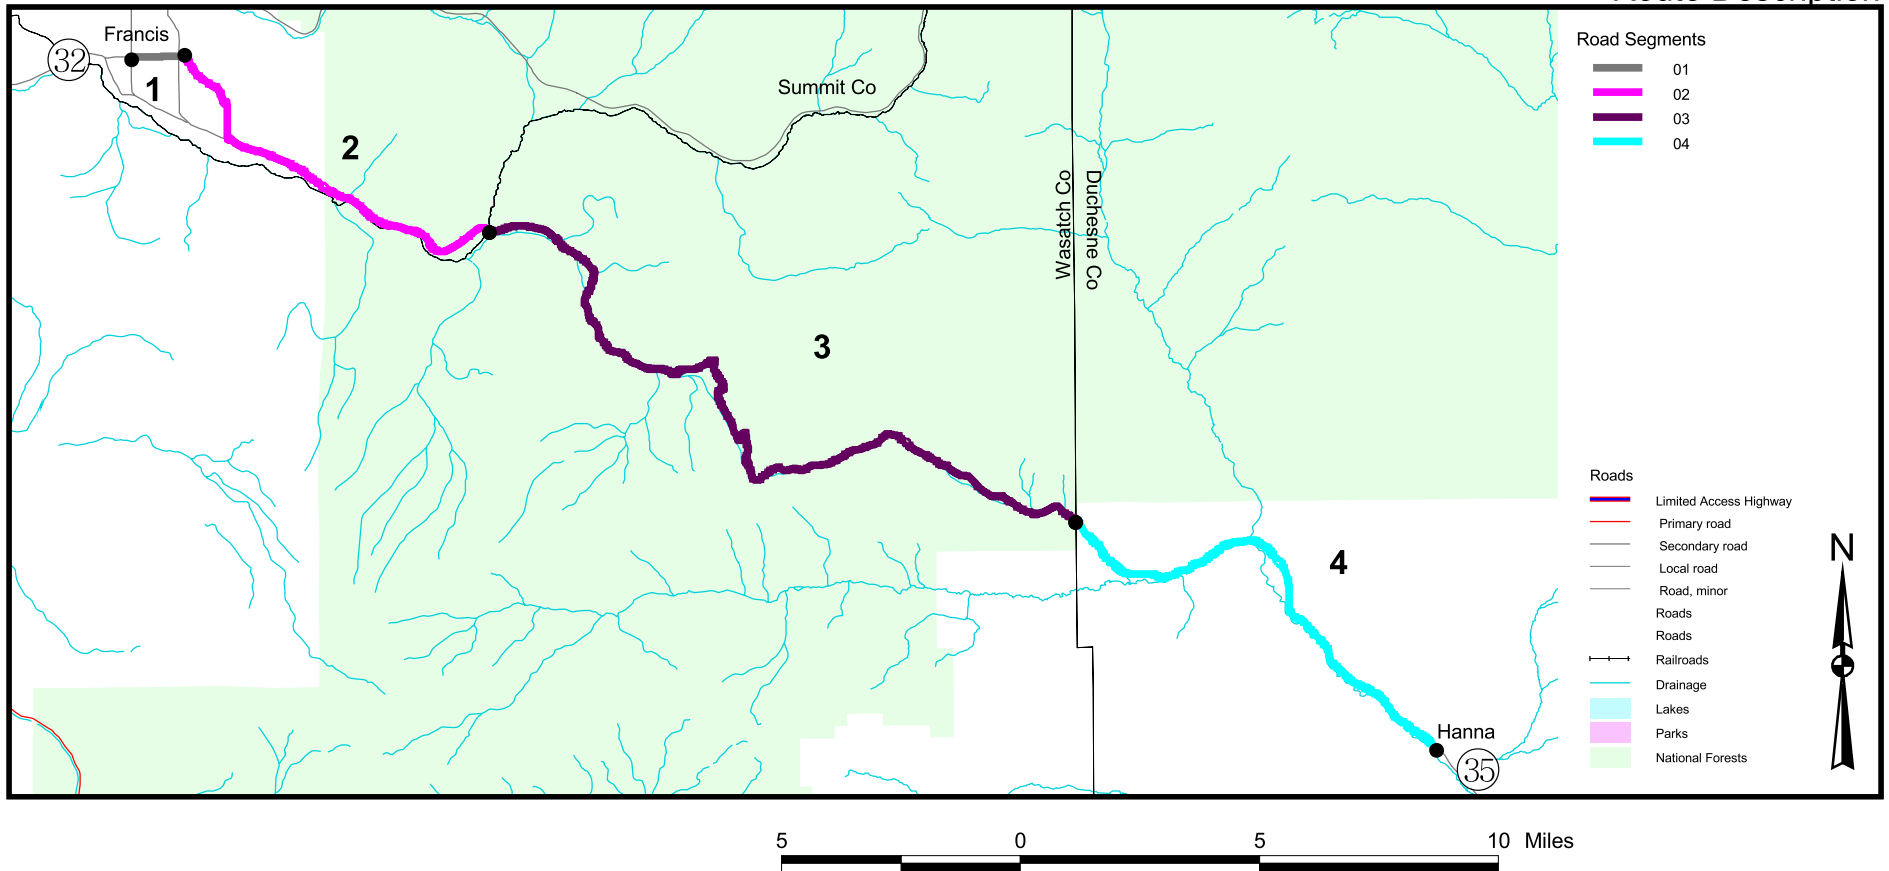 Route Description
Francis
32
1
2
Summit Co
Wasatch Co
Duchesne Co
3
4
Hanna
35
Road Segments
01
02
03
04
Roads
Limited Access Highway
Primary road
Secondary road
Local road
Road, minor
Roads
Roads
Railroads
Drainage
Lakes
Parks
National Forests
N
5 0 5 10 Miles